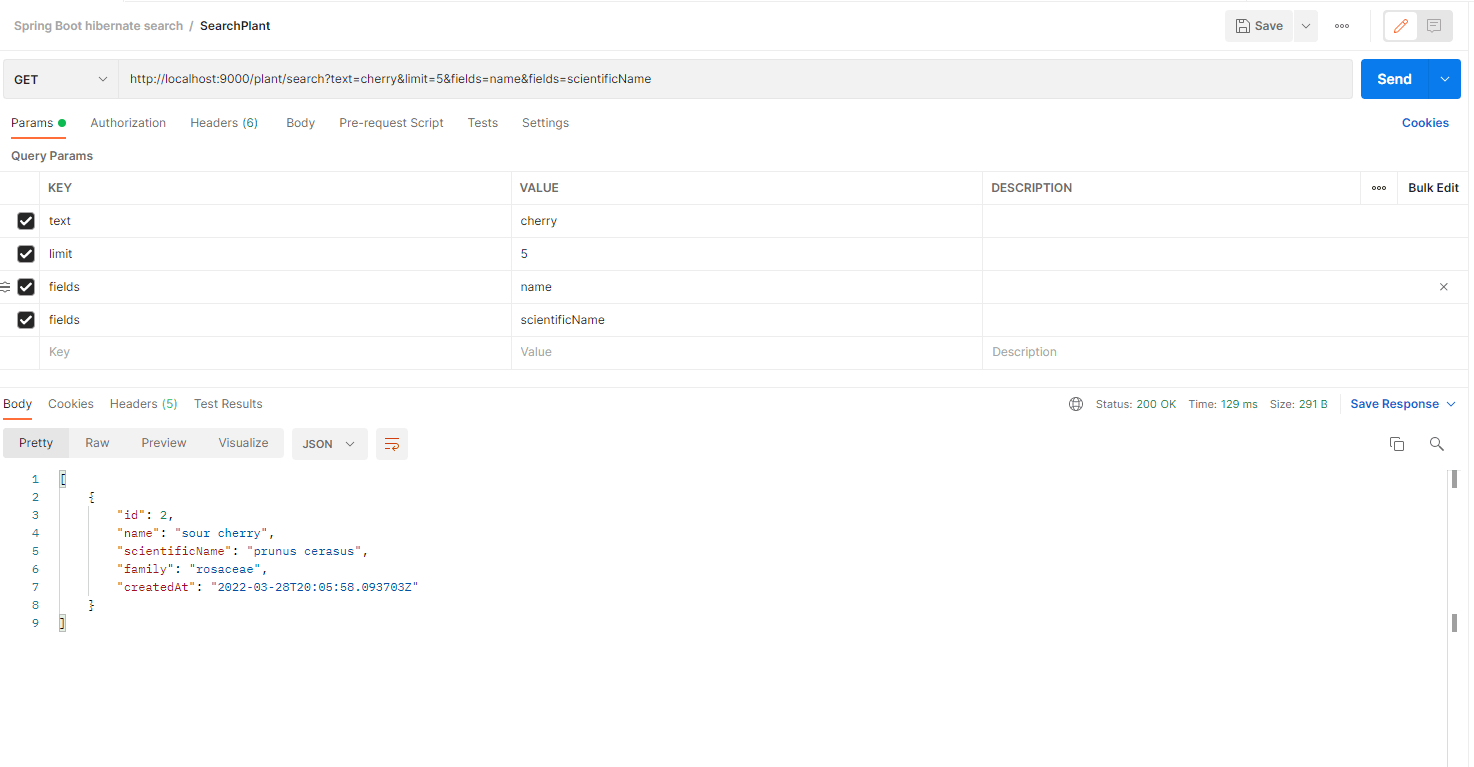 Spring Boot hibernate search / SearchPlant Save
GET http://localhost:9000/plant/search?text=cherry&limit=5&fields=name&fields=scientificName Send
Params Authorization Headers (6) Body Pre-request Script Tests Settings Cookies
Query Params
KEY VALUE DESCRIPTION Bulk Edit
text cherry
limit 5
fields name
fields scientificName
Key Value Description
Body Cookies Headers (5) Test Results Status: 200 OK Time: 129 ms Size: 291 B Save Response
Pretty Raw Preview Visualize JSON
1 [
2 {
3 "id": 2,
4 "name": "sour cherry",
5 "scientificName": "prunus cerasus",
6 "family": "rosaceae",
7 "createdAt": "2022-03-28T20:05:58.093703Z"
8 }
9 ]